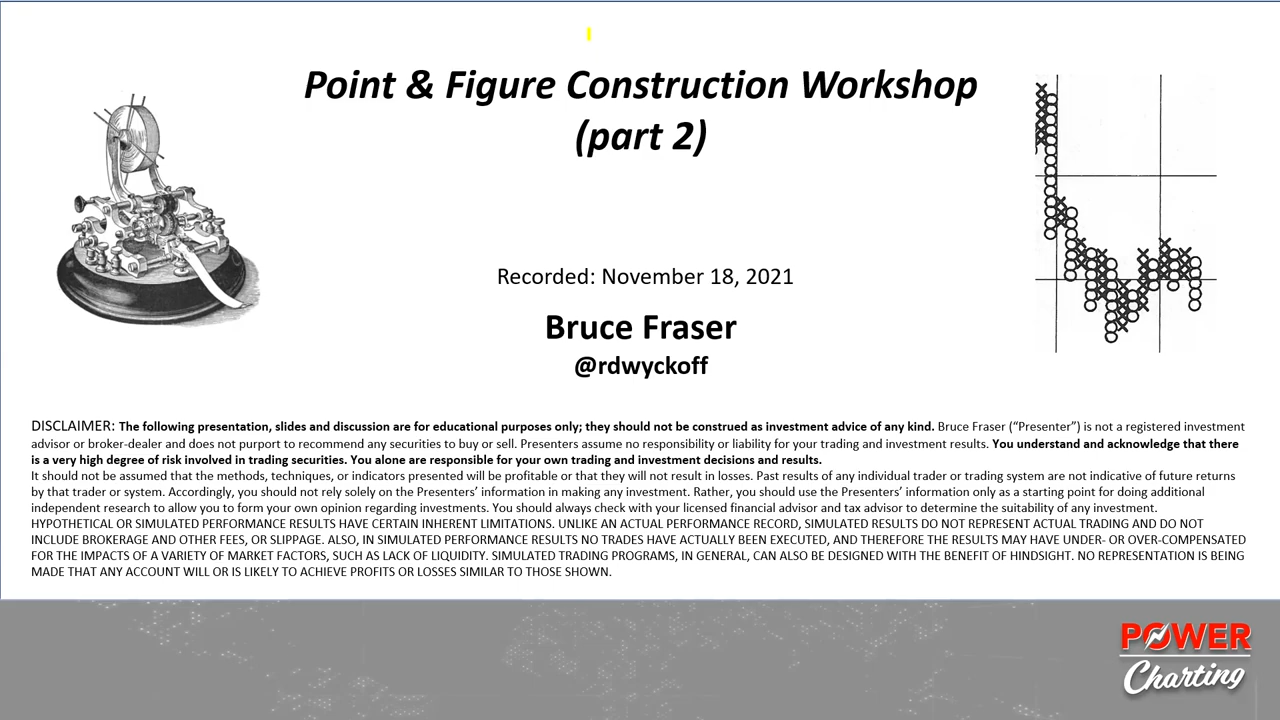 Point & Figure Construction Workshop
(part 2)
Recorded: November 18, 2021
Bruce Fraser
@rdwyckoff
DISCLAIMER: The following presentation, slides and discussion are for educational purposes only; they should not be construed as investment advice of any kind. Bruce Fraser (“Presenter”) is not a registered investment
advisor or broker-dealer and does not purport to recommend any securities to buy or sell. Presenters assume no responsibility or liability for your trading and investment results. You understand and acknowledge that there
is a very high degree of risk involved in trading securities. You alone are responsible for your own trading and investment decisions and results.
It should not be assumed that the methods, techniques, or indicators presented will be profitable or that they will not result in losses. Past results of any individual trader or trading system are not indicative of future returns
by that trader or system. Accordingly, you should not rely solely on the Presenters’ information in making any investment. Rather, you should use the Presenters’ information only as a starting point for doing additional
independent research to allow you to form your own opinion regarding investments. You should always check with your licensed financial advisor and tax advisor to determine the suitability of any investment.
HYPOTHETICAL OR SIMULATED PERFORMANCE RESULTS HAVE CERTAIN INHERENT LIMITATIONS. UNLIKE AN ACTUAL PERFORMANCE RECORD, SIMULATED RESULTS DO NOT REPRESENT ACTUAL TRADING AND DO NOT
INCLUDE BROKERAGE AND OTHER FEES, OR SLIPPAGE. ALSO, IN SIMULATED PERFORMANCE RESULTS NO TRADES HAVE ACTUALLY BEEN EXECUTED, AND THEREFORE THE RESULTS MAY HAVE UNDER- OR OVER-COMPENSATED
FOR THE IMPACTS OF A VARIETY OF MARKET FACTORS, SUCH AS LACK OF LIQUIDITY. SIMULATED TRADING PROGRAMS, IN GENERAL, CAN ALSO BE DESIGNED WITH THE BENEFIT OF HINDSIGHT. NO REPRESENTATION IS BEING
MADE THAT ANY ACCOUNT WILL OR IS LIKELY TO ACHIEVE PROFITS OR LOSSES SIMILAR TO THOSE SHOWN.
POWER
Charting